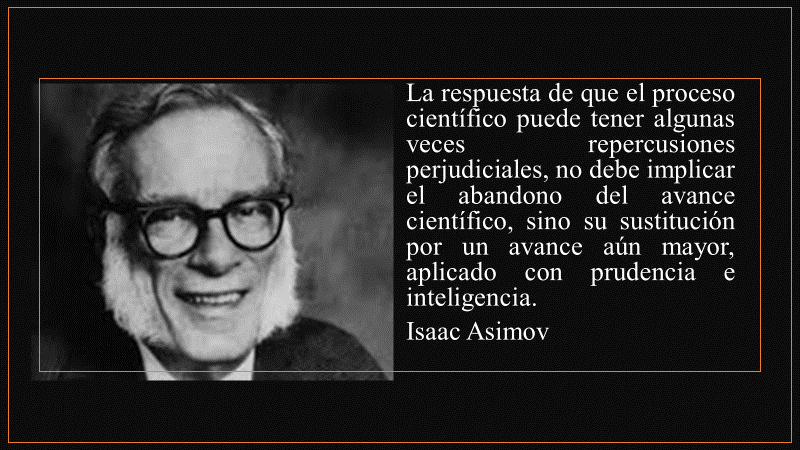 La respuesta de que el proceso
científico puede tener algunas
veces repercusiones
perjudiciales, no debe implicar
el abandono del avance
científico, sino su sustitución
por un avance aún mayor,
aplicado con prudencia e
inteligencia.
Isaac Asimov